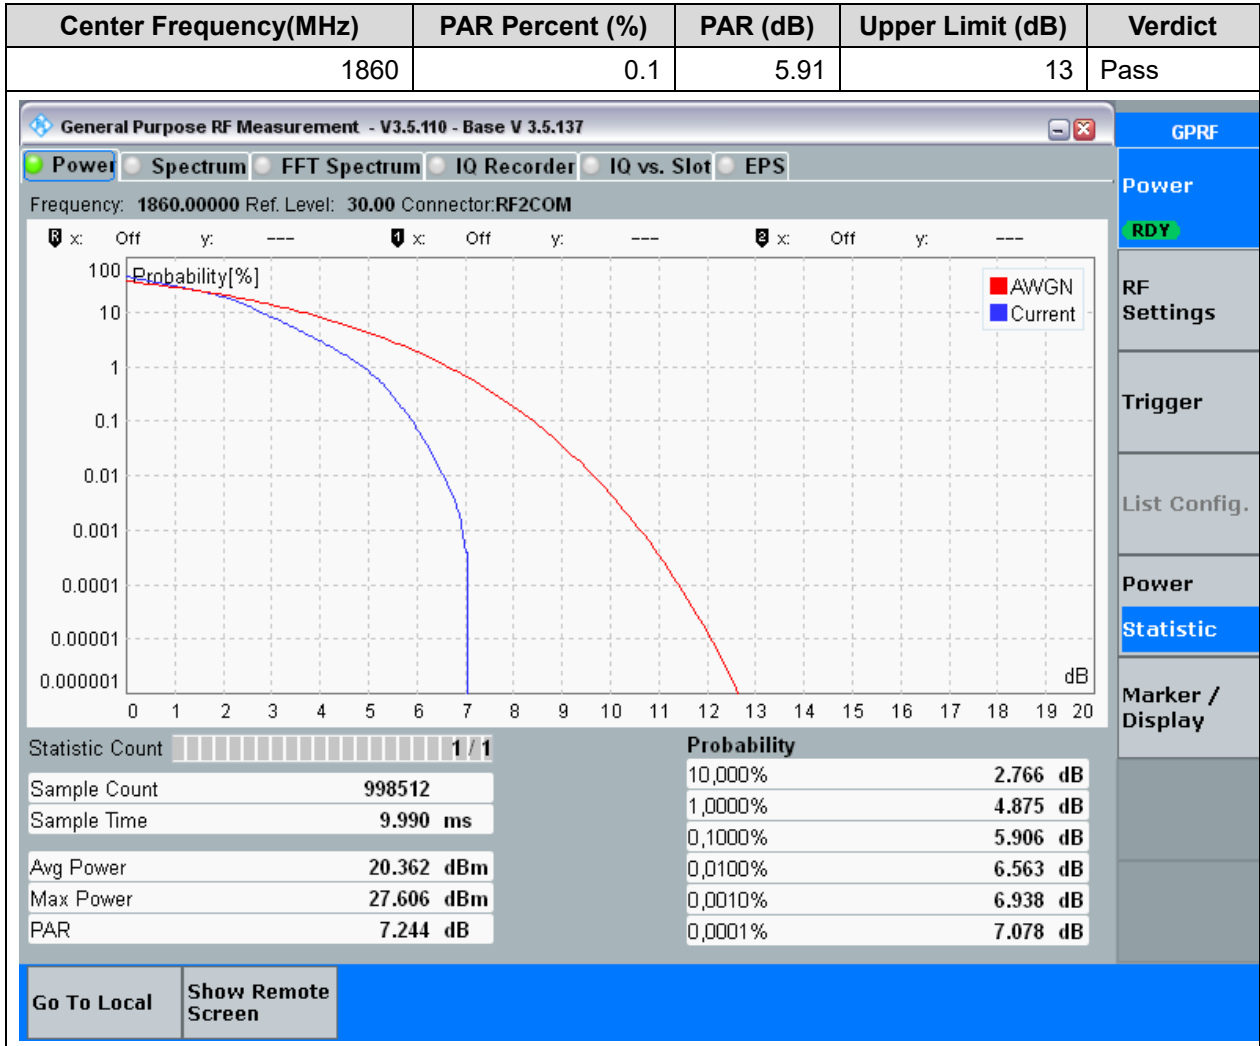 Center Frequency(MHz) PAR Percent (%) PAR (dB) Upper Limit (dB) Verdict
1860 0.1 5.91 13 Pass
General Purpose RF Measurement - V3.5.110 - Base V 3.5.137
GPRF
Power Spectrum FFT Spectrum IQ Recorder IQ vs. Slot EPS
Power
RDY
Frequency: 1860.00000 Ref. Level: 30.00 Connector:RF2COM
R x: Off y: --- 1 x: Off y: --- 2 x: Off y: ---
Probability[%]
AWGN
Current
100
10
1
0.1
0.01
0.001
0.0001
0.00001
0.000001
dB
0 1 2 3 4 5 6 7 8 9 10 11 12 13 14 15 16 17 18 19 20
RF
Settings
Trigger
List Config.
Power
Statistic
Marker /
Display
Statistic Count 1 / 1
Sample Count 998512
Sample Time 9.990 ms
Avg Power 20.362 dBm
Max Power 27.606 dBm
PAR 7.244 dB
Probability
10,000% 2.766 dB
1,0000% 4.875 dB
0,1000% 5.906 dB
0,0100% 6.563 dB
0,0010% 6.938 dB
0,0001% 7.078 dB
Go To Local
Show Remote
Screen